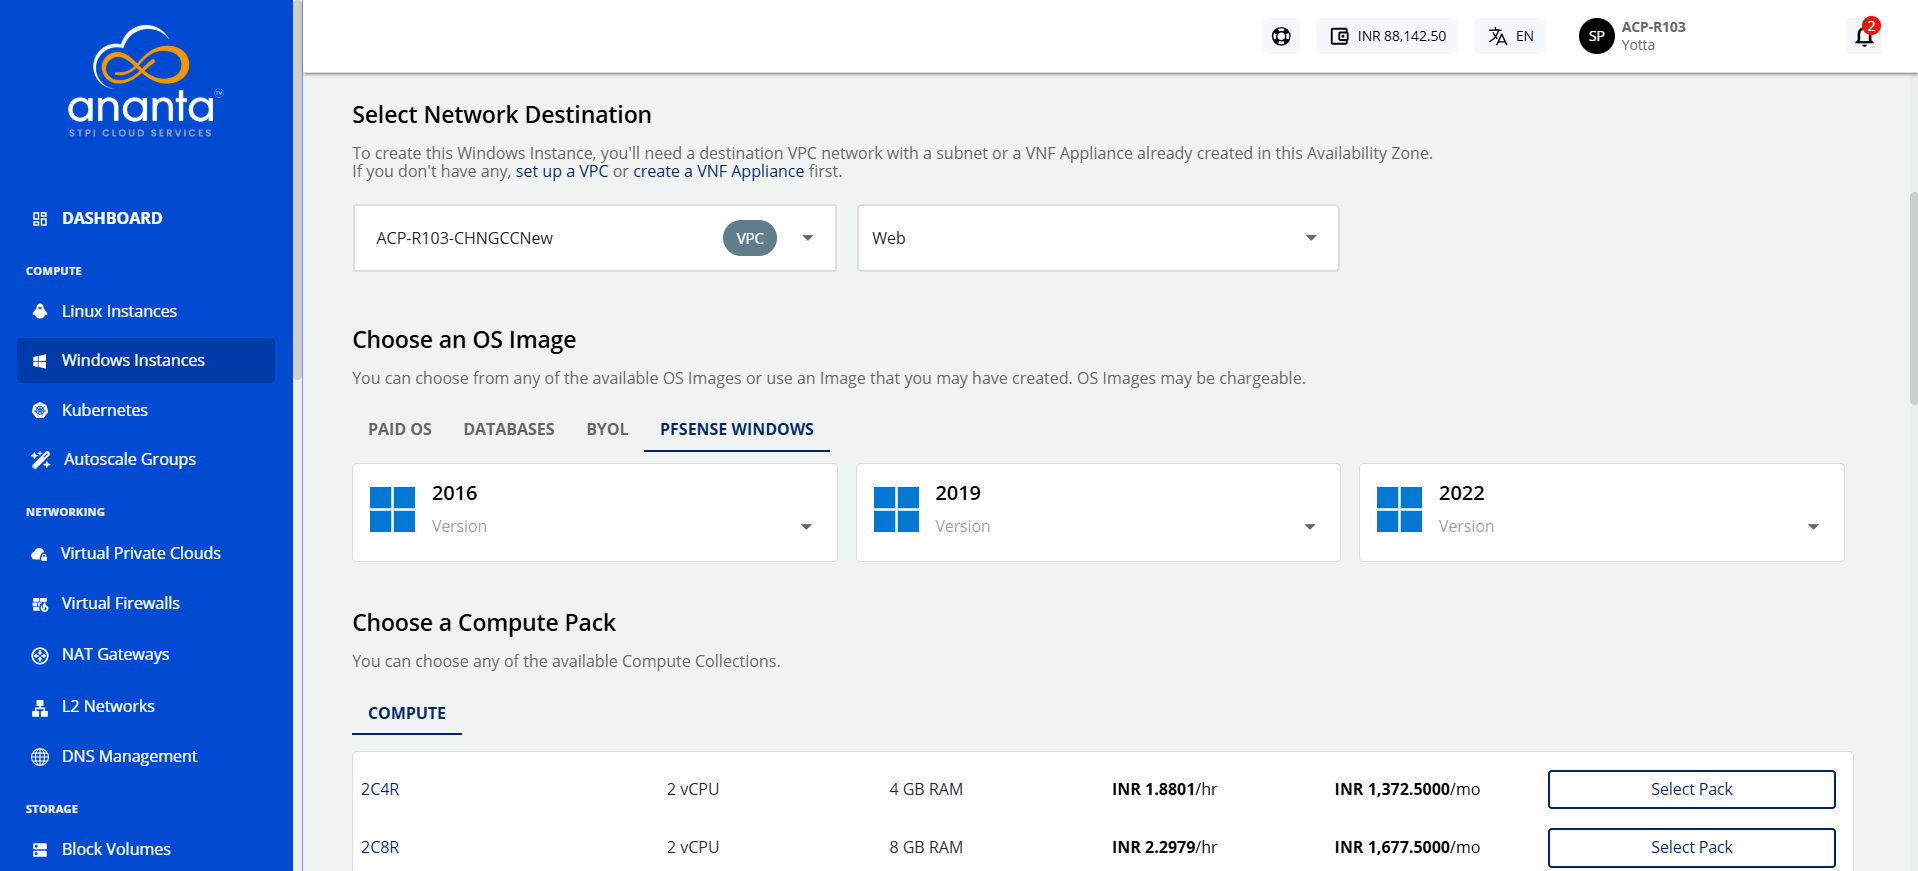 ananta™
STPI CLOUD SERVICES
DASHBOARD
COMPUTE
Linux Instances
Windows Instances
Kubernetes
Autoscale Groups
NETWORKING
Virtual Private Clouds
Virtual Firewalls
NAT Gateways
L2 Networks
DNS Management
STORAGE
Block Volumes
INR 88,142.50
EN
SP
ACP-R103
Yotta
2
Select Network Destination
To create this Windows Instance, you'll need a destination VPC network with a subnet or a VNF Appliance already created in this Availability Zone.
If you don't have any, set up a VPC or create a VNF Appliance first.
ACP-R103-CHNGCCNew VPC
Web
Choose an OS Image
You can choose from any of the available OS Images or use an Image that you may have created. OS Images may be chargeable.
PAID OS DATABASES BYOL PFSENSE WINDOWS
2016
Version
2019
Version
2022
Version
Choose a Compute Pack
You can choose any of the available Compute Collections.
COMPUTE
2C4R 2 vCPU 4 GB RAM INR 1.8801/hr INR 1,372.5000/mo Select Pack
2C8R 2 vCPU 8 GB RAM INR 2.2979/hr INR 1,677.5000/mo Select Pack